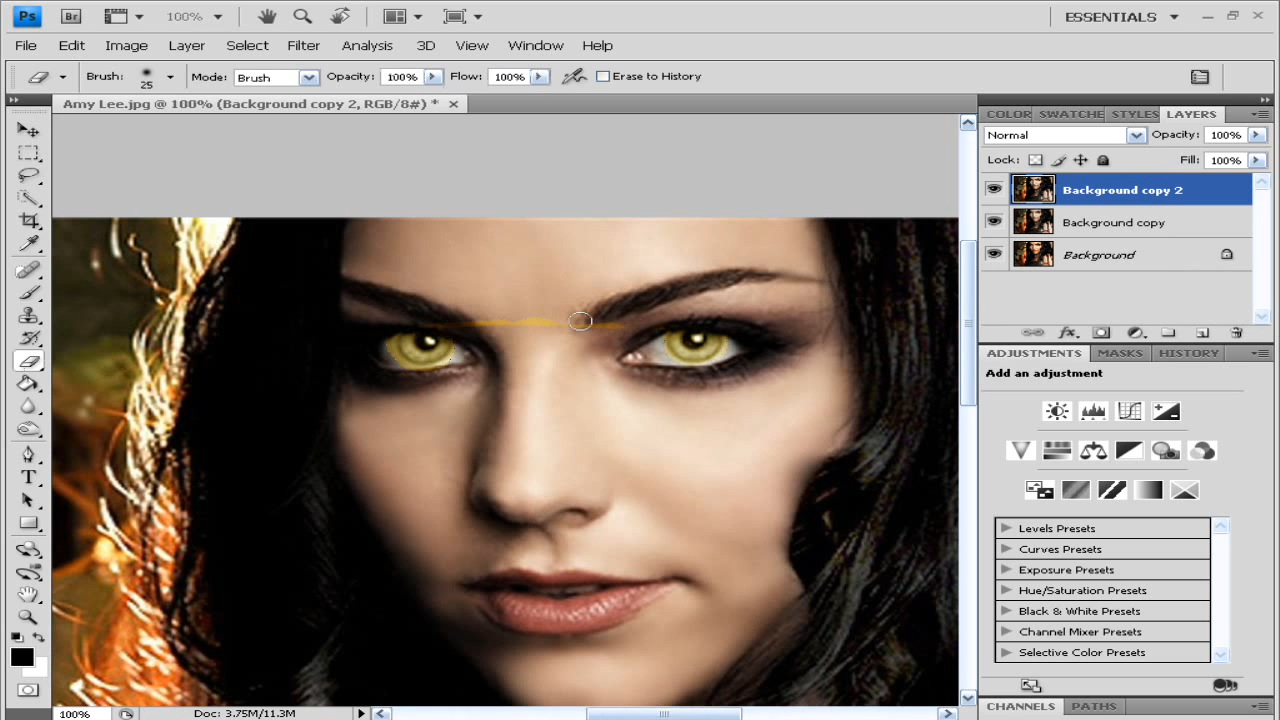 Ps Br 100% ESSENTIALS
File Edit Image Layer Select Filter Analysis 3D View Window Help
Brush: 25 Mode: Brush Opacity: 100% Flow: 100% Erase to History
Amy Lee.jpg @ 100% (Background copy 2, RGB/8#) *
COLOR SWATCHE STYLES LAYERS
Normal Opacity: 100%
Lock: Fill: 100%
Background copy 2
Background copy
Background
fx
ADJUSTMENTS MASKS HISTORY
Add an adjustment
T
Levels Presets
Curves Presets
Exposure Presets
Hue/Saturation Presets
Black & White Presets
Channel Mixer Presets
Selective Color Presets
CHANNELS PATHS
100% Doc: 3.75M/11.3M